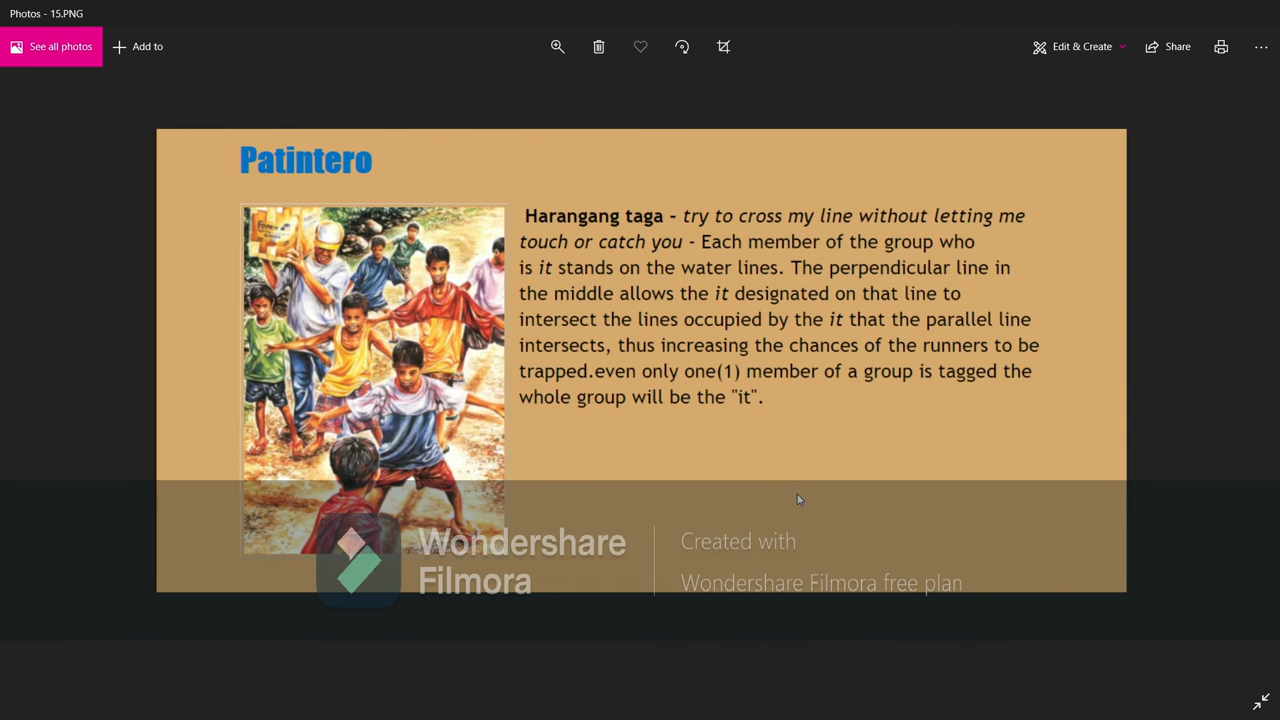 Photos - 15.PNG
See all photos
Add to
Edit & Create
Share
Patintero
Harangang taga - try to cross my line without letting me
touch or catch you - Each member of the group who
is it stands on the water lines. The perpendicular line in
the middle allows the it designated on that line to
intersect the lines occupied by the it that the parallel line
intersects, thus increasing the chances of the runners to be
trapped.even only one(1) member of a group is tagged the
whole group will be the "it".
Wondershare
Filmora
Created with
Wondershare Filmora free plan